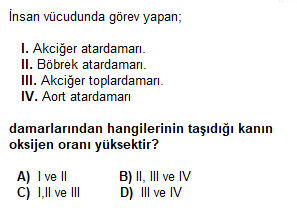 İnsan vücudunda görev yapan;
I. Akciğer atardamarı.
II. Böbrek atardamarı.
III. Akciğer toplardamarı.
IV. Aort atardamarı
damarlarından hangilerinin taşıdığı kanın
oksijen oranı yüksektir?
A) I ve II B) II, III ve IV
C) I,II ve III D) III ve IV